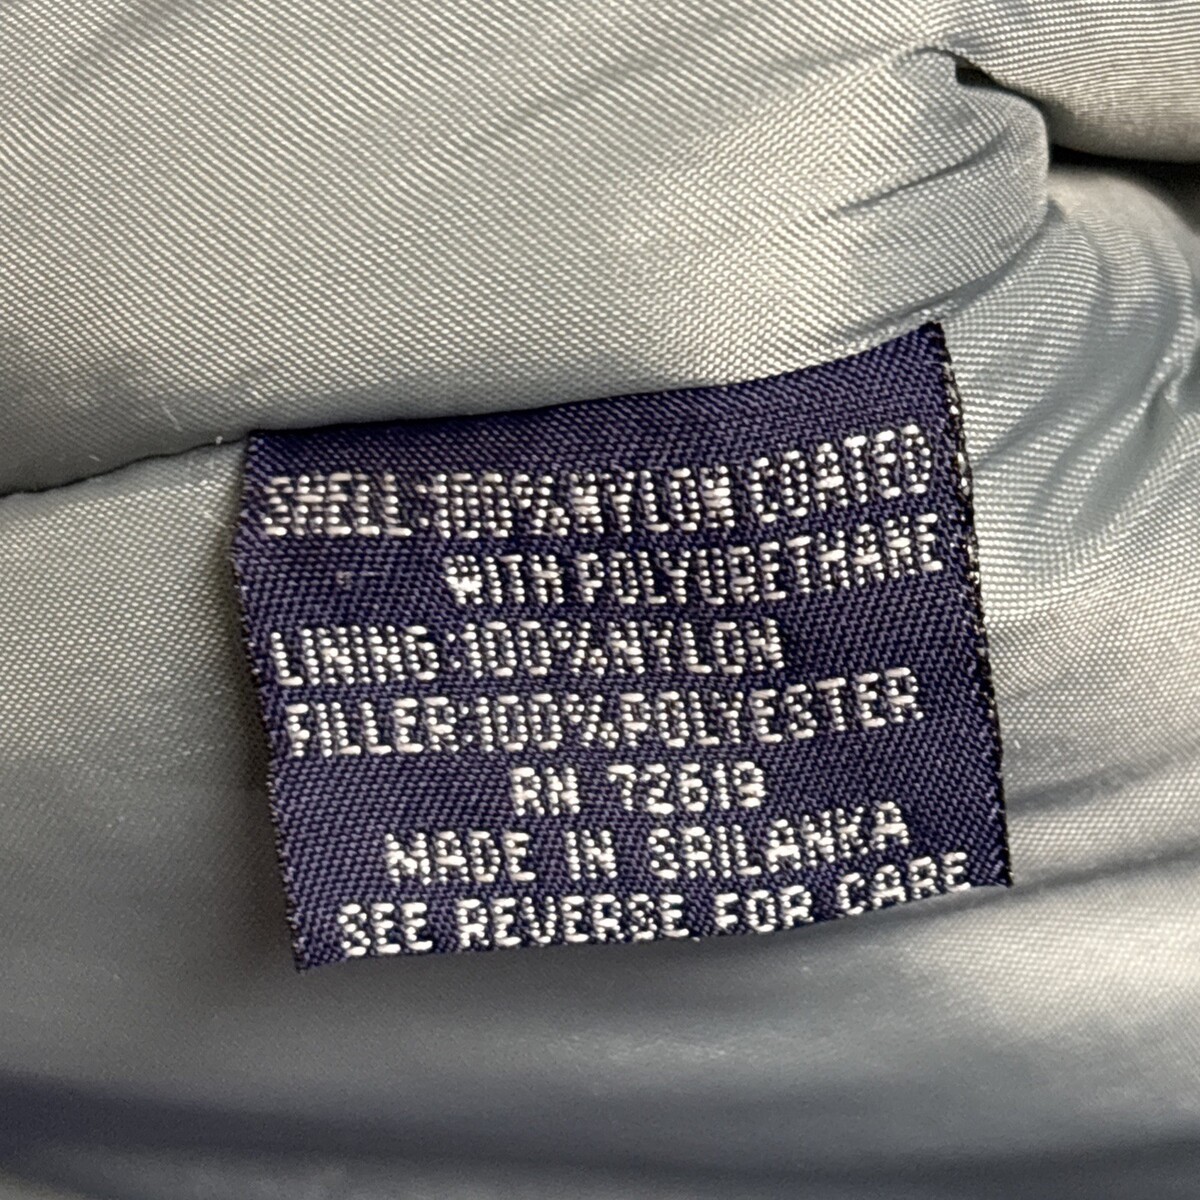 SHELL:100%NYLON COATED
WITH POLYURETHANE
LINING:100%NYLON
FILLER:100%POLYESTER
RN 72619
MADE IN SRILANKA
SEE REVERSE FOR CARE